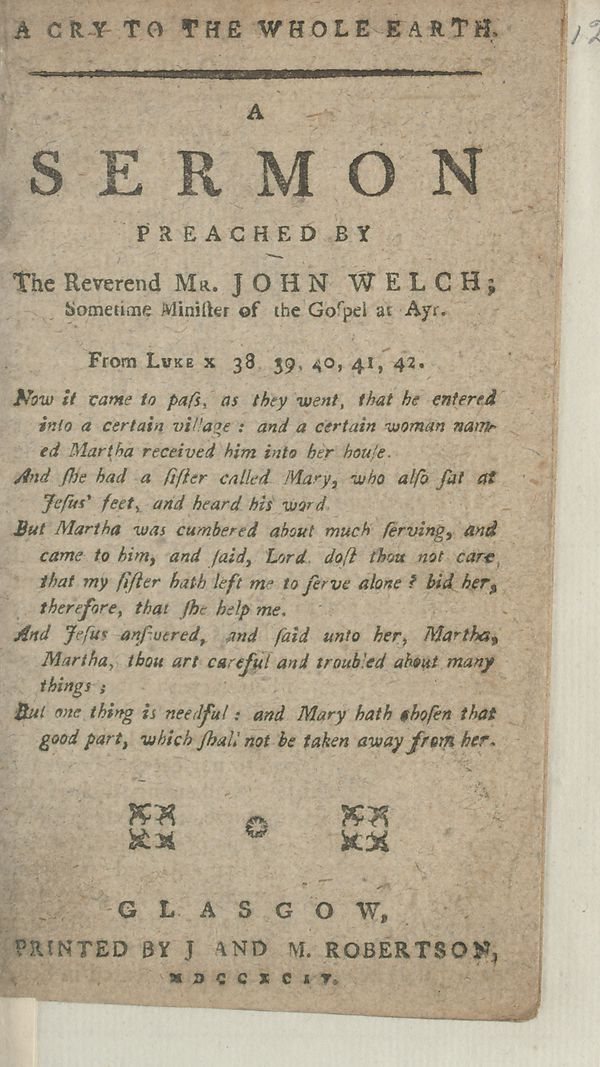 A CRY TO THE WHOLE EARTH.
12
A
SERMON
PREACHED BY
The Reverend MR. JOHN WELCH;
Sometime Miniſter of the Goſpel at Ayr.
From LUKE X 38 39, 40, 41, 42.
Now it came to paſs, as they went, that he entered
into a certain village : and a certain woman nam-
ed Martha received him into her houſe.
And ſhe had a ſiſter called Mary, who alſo ſat at
Jeſus' feet, and heard his word.
But Martha was cumbered about much ſerving, and
came to him, and ſaid, Lord. doſt thou not care,
that my ſiſter hath left me to ſerve alone ? bid her,
therefore, that ſhe help me.
And Jeſus anſwered, and ſaid unto her, Martha,
Martha, thou art careful and troubled about many
things ;
But one thing is needful : and Mary hath choſen that
good part, which ſhall not be taken away from her.
GLASGOW,
PRINTED BY J AND M. ROBERTSON,
MDCCXCIV.